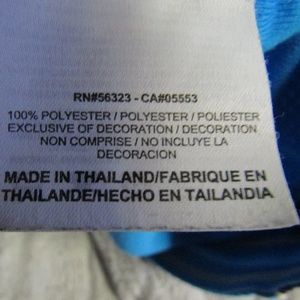 RN#56323 - CA#05553
100% POLYESTER / POLYESTER / POLIESTER
EXCLUSIVE OF DECORATION / DECORATION
NON COMPRISE / NO INCLUYE LA
DECORACION
MADE IN THAILAND/FABRIQUE EN
THAILANDE/HECHO EN TAILANDIA